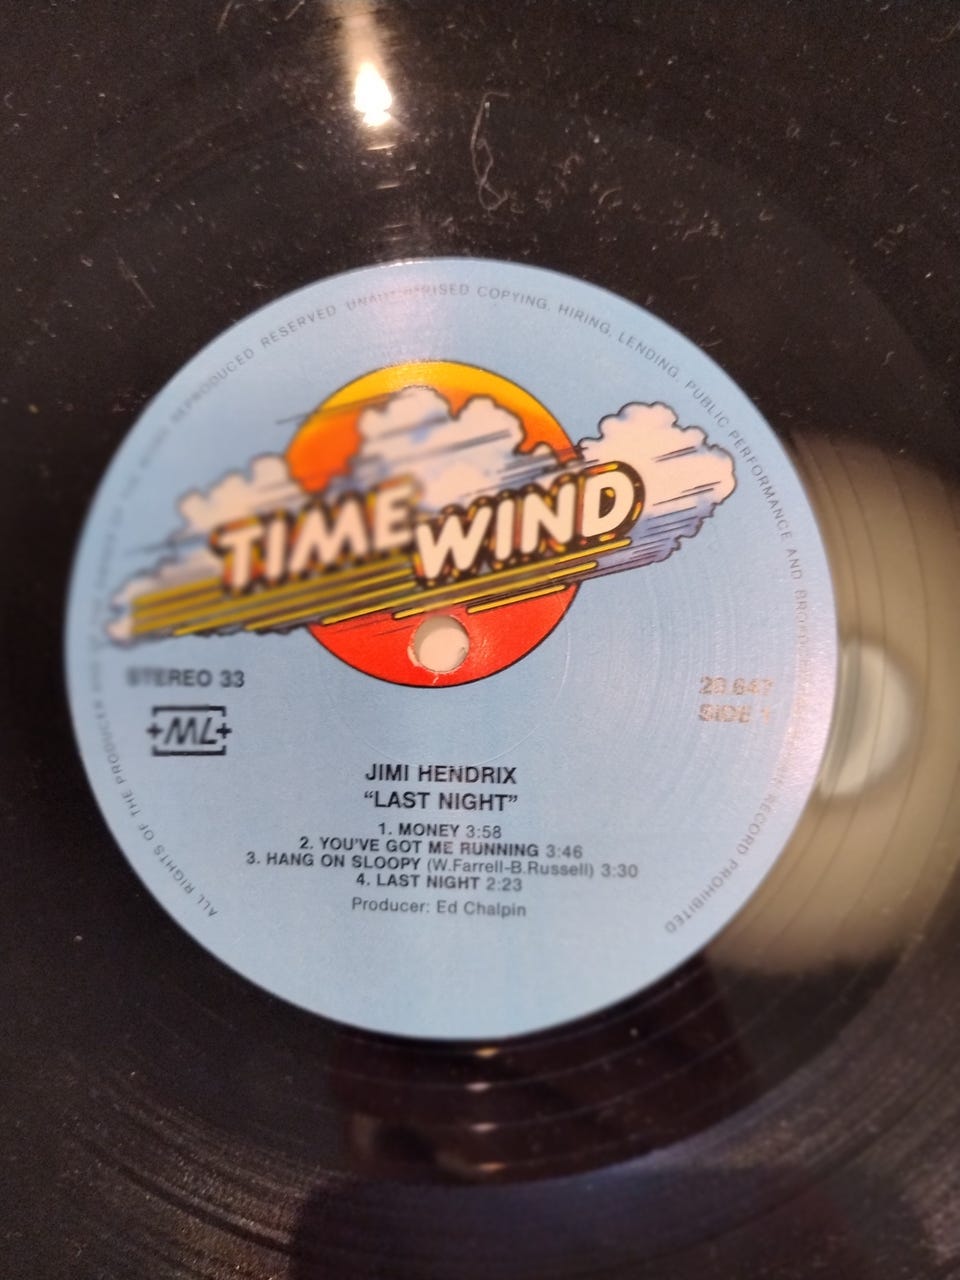 ALL RIGHTS OF THE PRODUCER REPRODUCED RESERVED UNAUTHORISED COPYING, HIRING, LENDING, PUBLIC PERFORMANCE AND RECORD PROHIBITED
TIME WIND
STEREO 33
SIDE 1
JIMI HENDRIX
“LAST NIGHT”
1. MONEY 3:58
2. YOU'VE GOT ME RUNNING 3:46
3. HANG ON SLOOPY (W.Farrell-B.Russell) 3:30
4. LAST NIGHT 2:23
Producer: Ed Chalpin